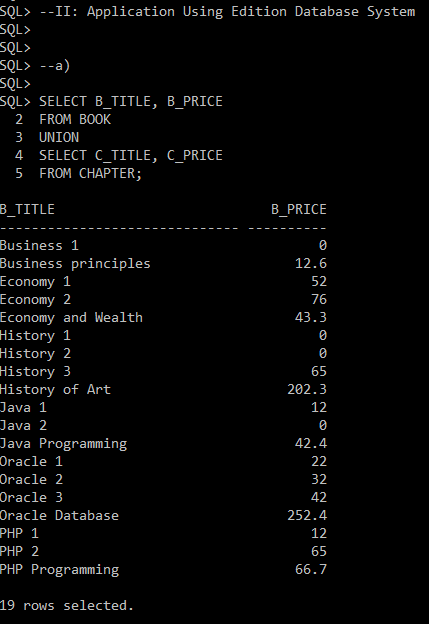 SQL> --II: Application Using Edition Database System
SQL>
SQL>
SQL> --a)
SQL>
SQL> SELECT B_TITLE, B_PRICE
  2  FROM BOOK
  3  UNION
  4  SELECT C_TITLE, C_PRICE
  5  FROM CHAPTER;

B_TITLE                           B_PRICE
------------------------------ ----------
Business 1                              0
Business principles                  12.6
Economy 1                              52
Economy 2                              76
Economy and Wealth                   43.3
History 1                               0
History 2                               0
History 3                              65
History of Art                      202.3
Java 1                                 12
Java 2                                  0
Java Programming                     42.4
Oracle 1                               22
Oracle 2                               32
Oracle 3                               42
Oracle Database                     252.4
PHP 1                                  12
PHP 2                                  65
PHP Programming                      66.7

19 rows selected.